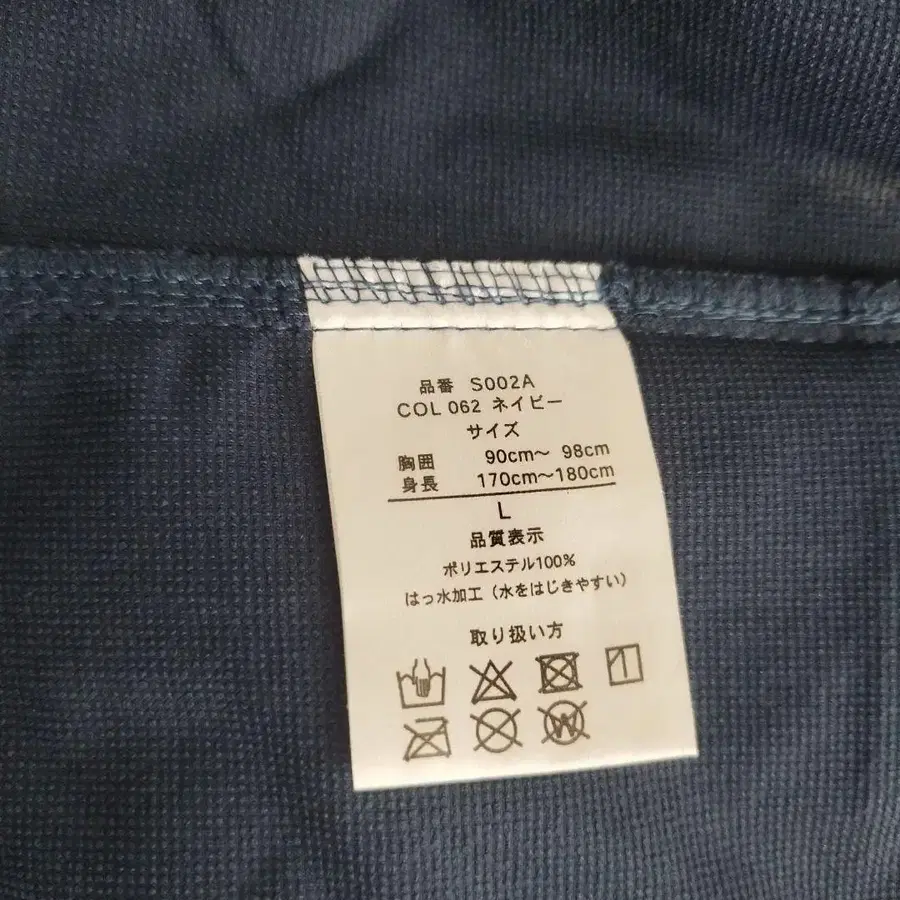 品番 S002A
COL 062 ネイビー
サイズ
胸囲 90cm～ 98cm
身長 170cm～180cm
L
品質表示
ポリエステル100%
はっ水加工（水をはじきやすい）
取り扱い方
W